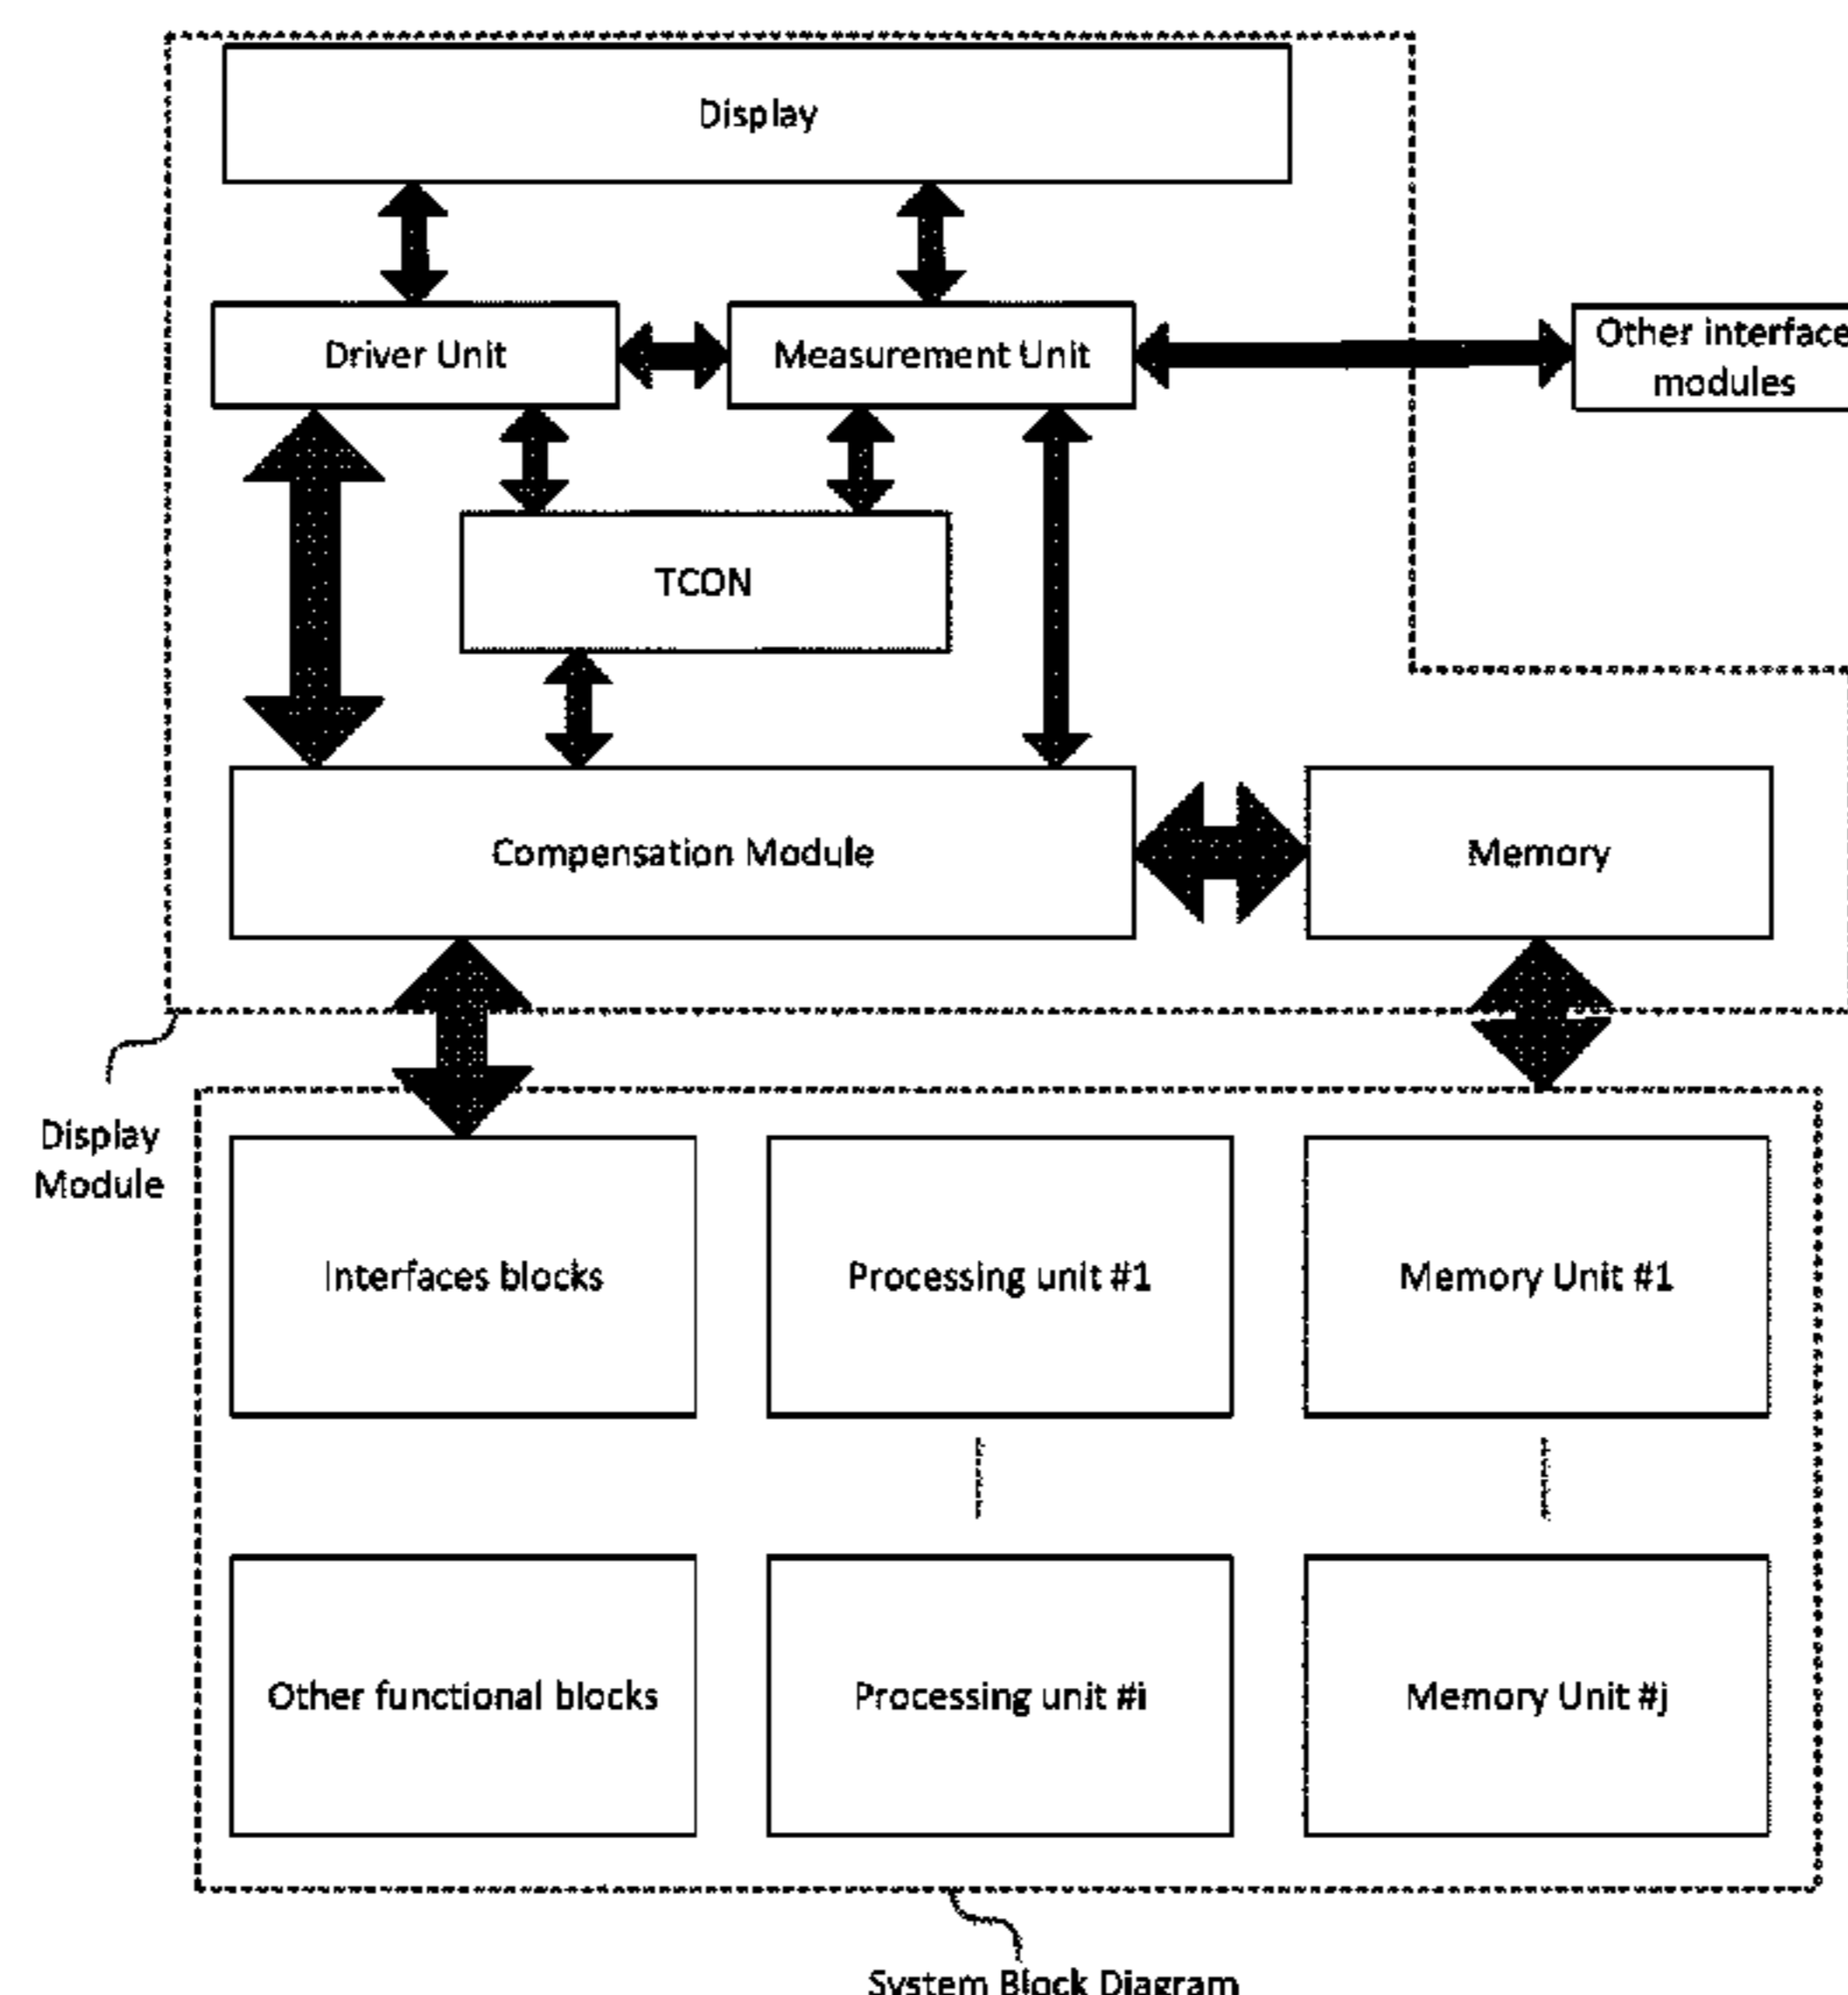 Display
Driver Unit
Measurement Unit
Other interface
modules
TCON
Compensation Module
Memory
Display
Module
Interfaces blocks
Processing unit #1
Memory Unit #1
Other functional blocks
Processing unit #i
Memory Unit #j
System Block Diagram